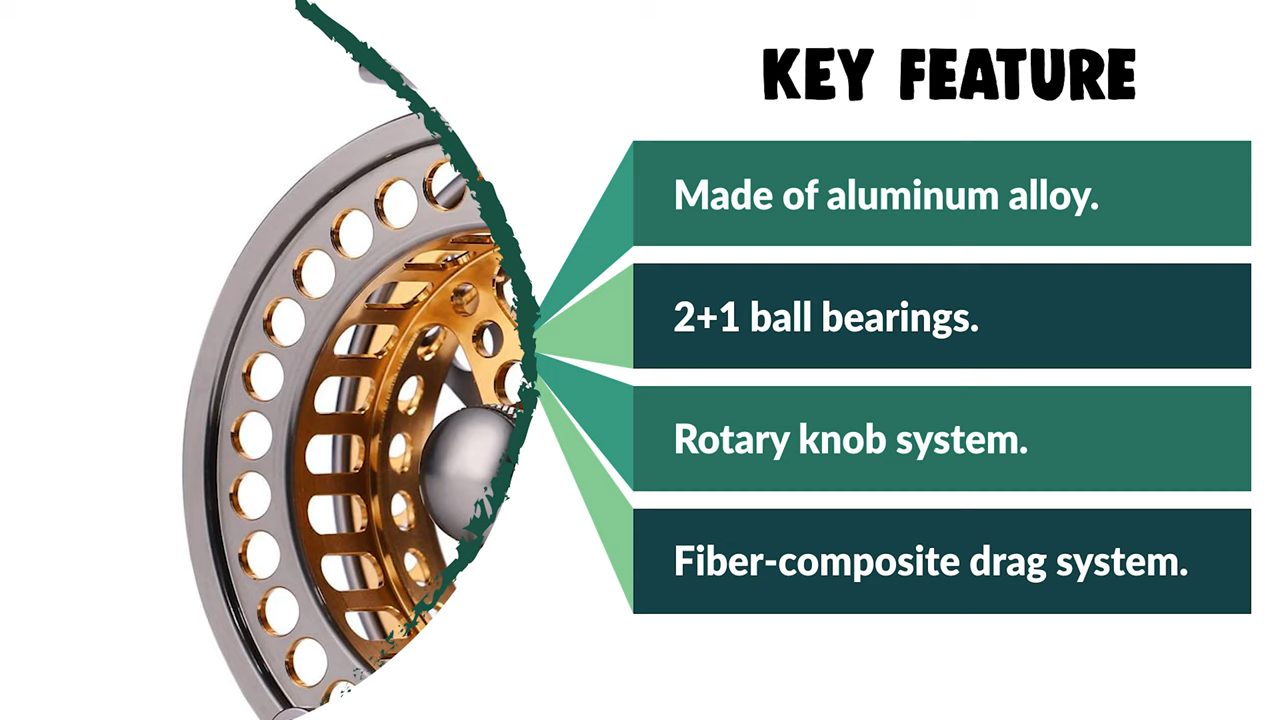 KEY FEATURE
Made of aluminum alloy.
2+1 ball bearings.
Rotary knob system.
Fiber-composite drag system.